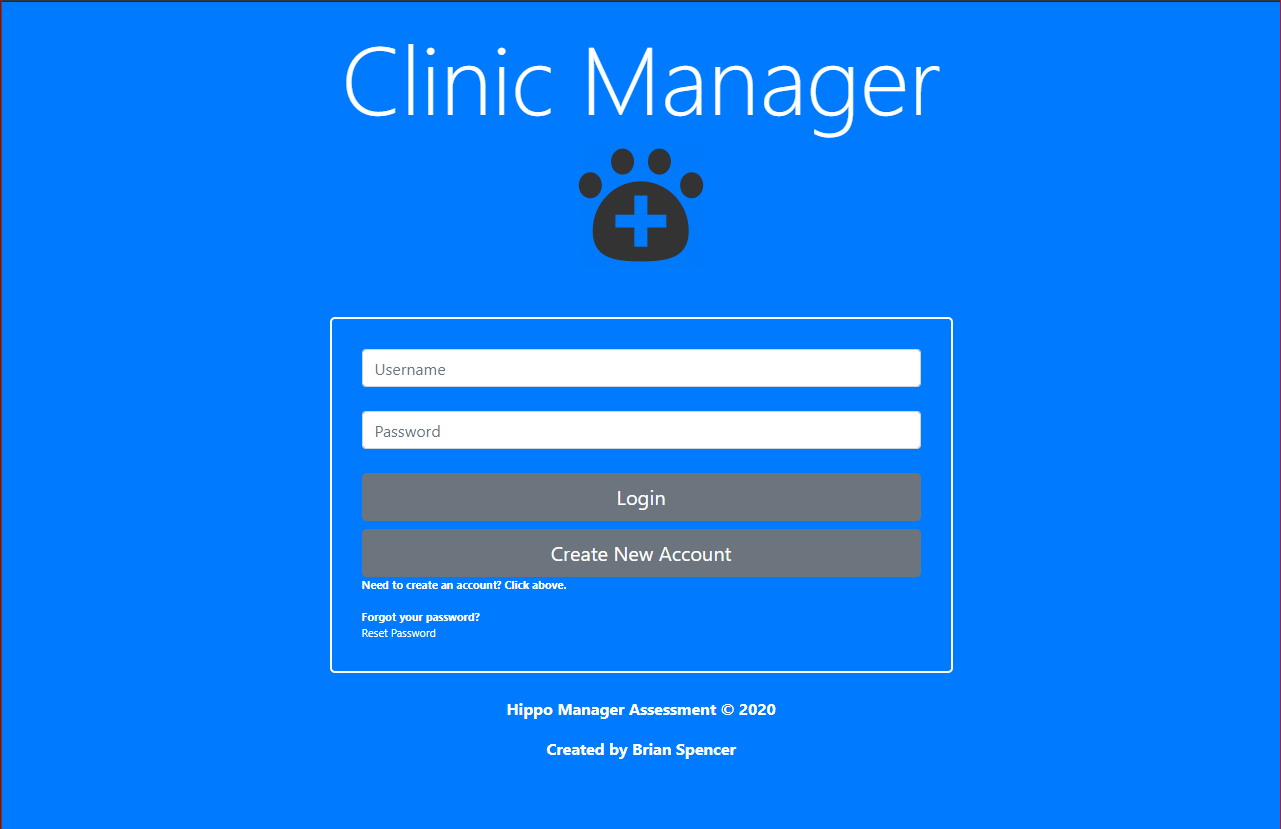 Clinic Manager
Username
Password
Login
Create New Account
Need to create an account? Click above.
Forgot your password?
Reset Password
Hippo Manager Assessment © 2020
Created by Brian Spencer